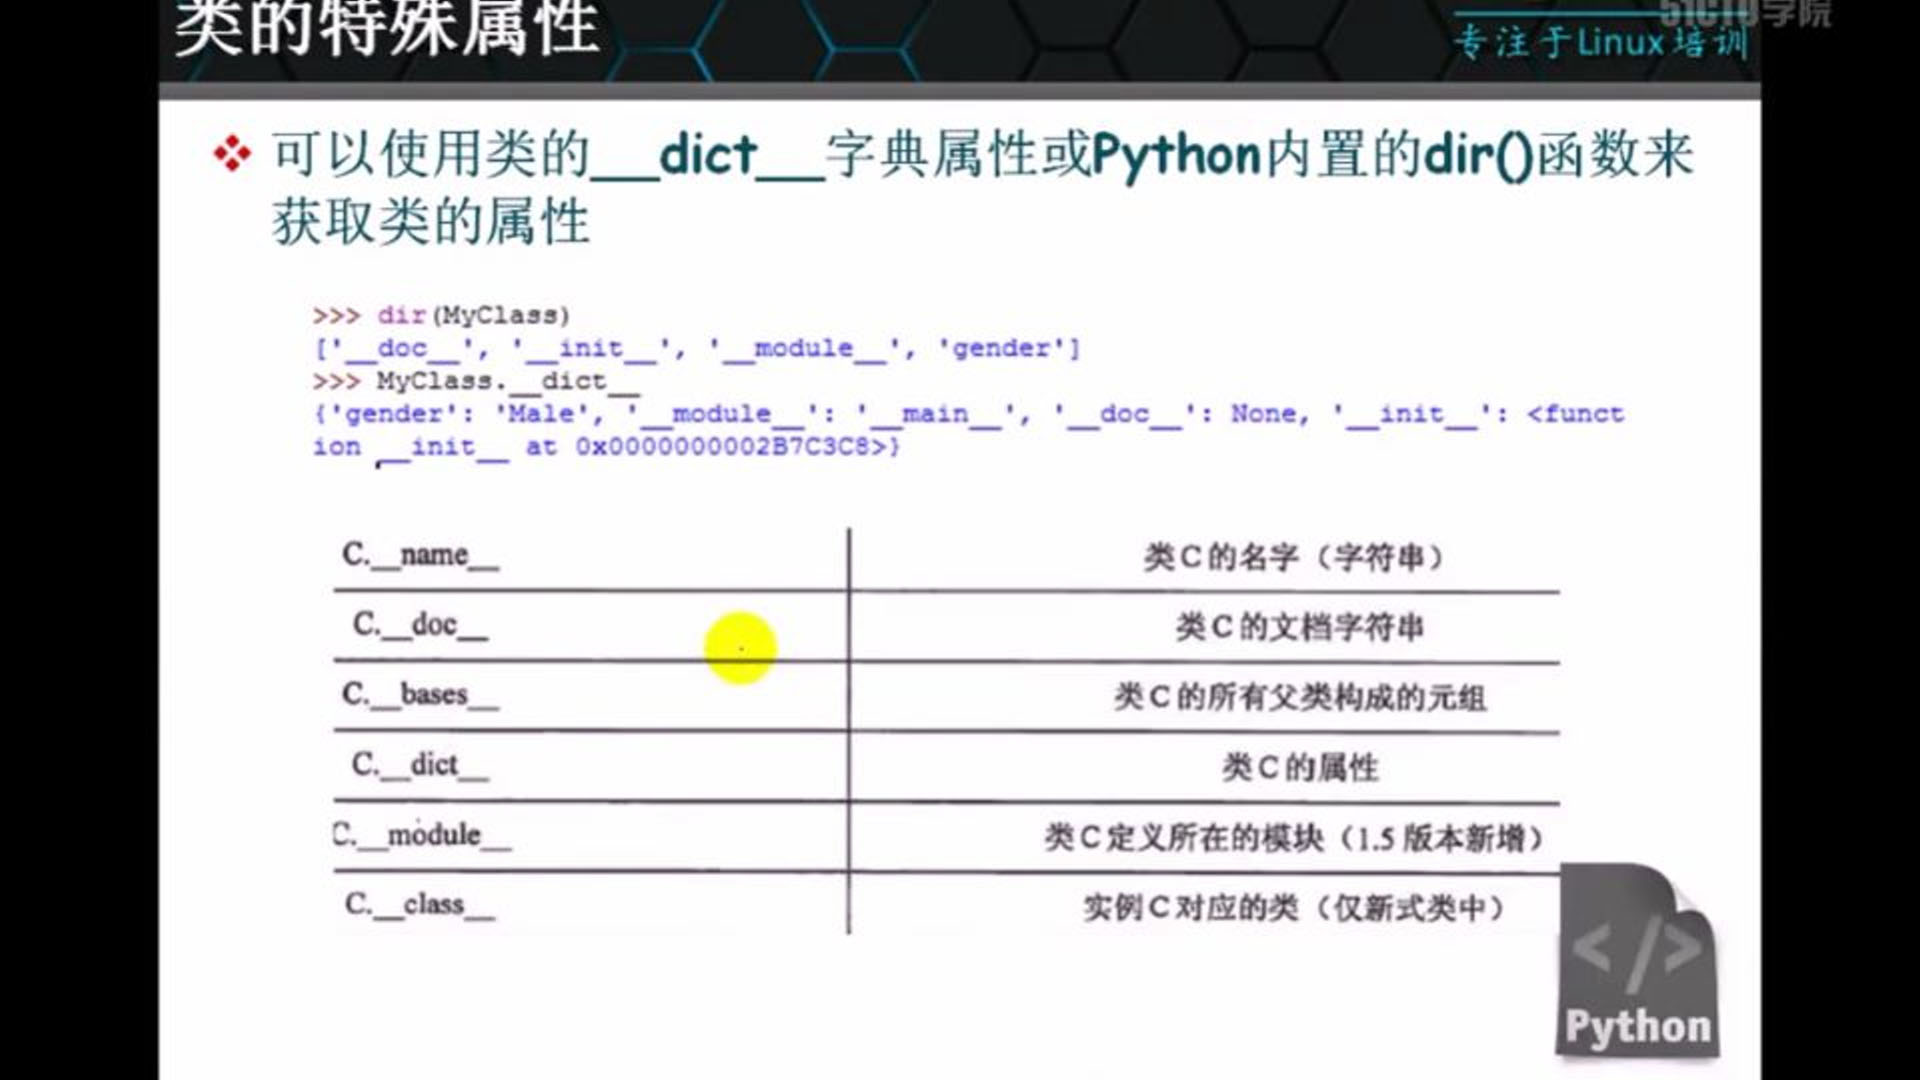 类的特殊属性
51CTO学院
专注于Linux培训
可以使用类的__dict__字典属性或Python内置的dir()函数来
获取类的属性
>>> dir(MyClass)
['__doc__', '__init__', '__module__', 'gender']
>>> MyClass.__dict__
{'gender': 'Male', '__module__': '__main__', '__doc__': None, '__init__': <funct
ion __init__ at 0x0000000002B7C3C8>}
C.__name__ 类C的名字（字符串）
C.__doc__ 类C的文档字符串
C.__bases__ 类C的所有父类构成的元组
C.__dict__ 类C的属性
C.__module__ 类C定义所在的模块（1.5 版本新增）
C.__class__ 实例C对应的类（仅新式类中）
</>
Python